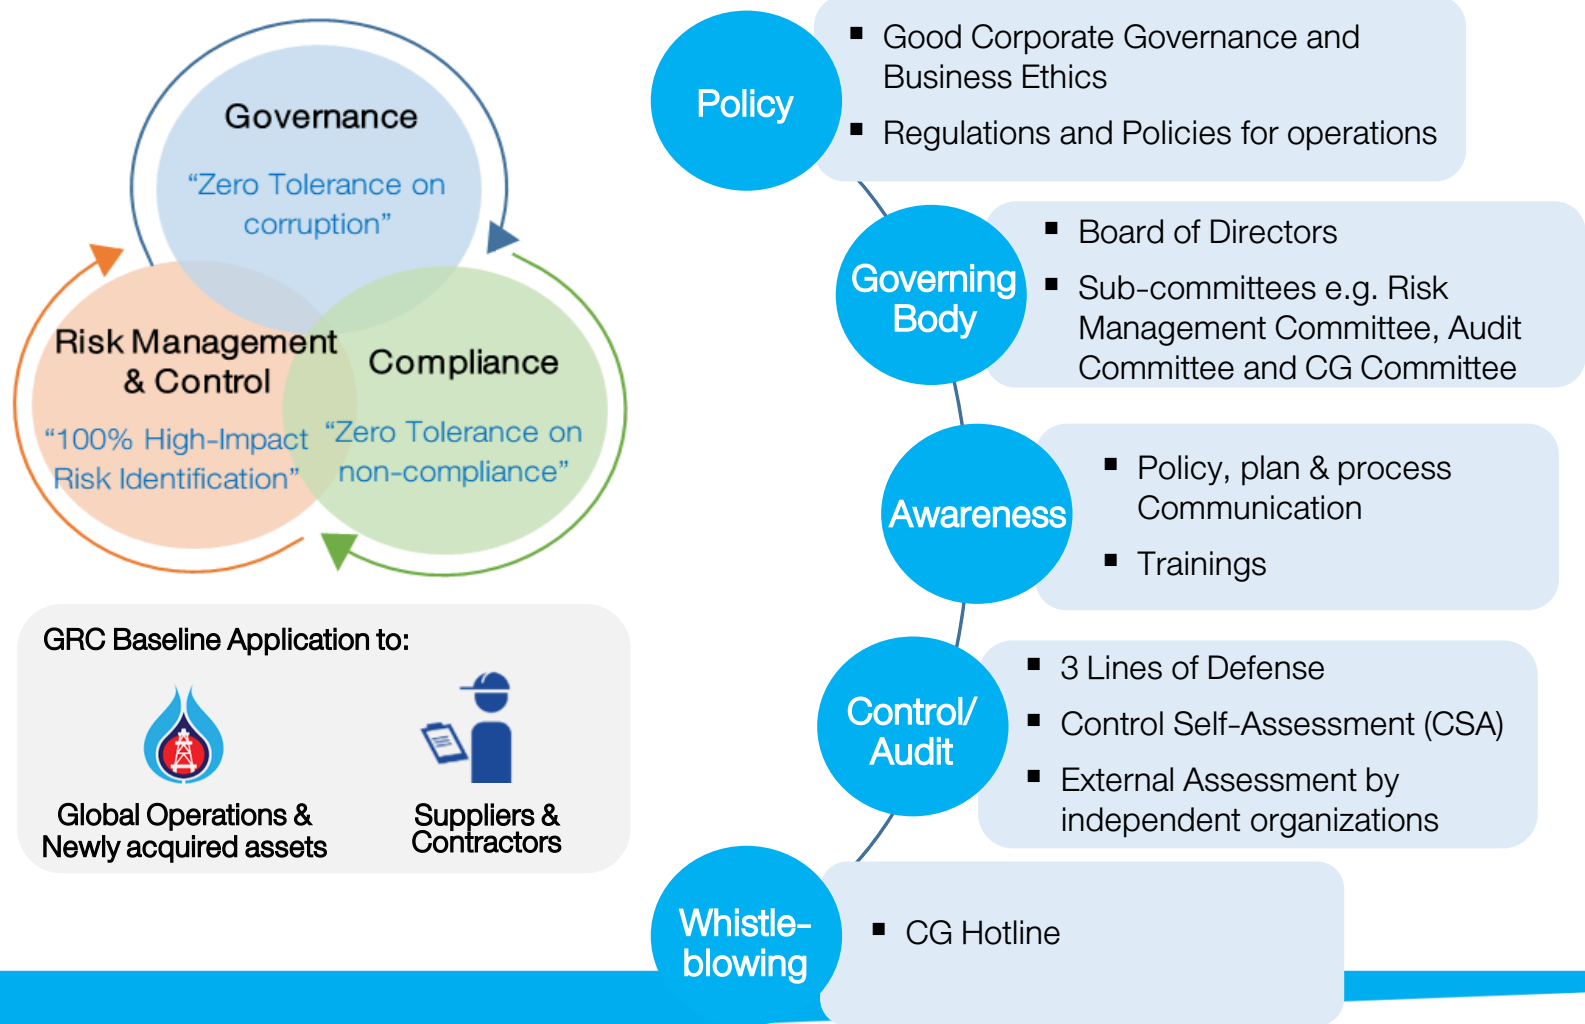 Governance
“Zero Tolerance on
corruption”
Risk Management
& Control
“100% High-Impact
Risk Identification”
Compliance
“Zero Tolerance on
non-compliance”
GRC Baseline Application to:
Global Operations &
Newly acquired assets
Suppliers &
Contractors
Policy
▪ Good Corporate Governance and
Business Ethics
▪ Regulations and Policies for operations
Governing
Body
▪ Board of Directors
▪ Sub-committees e.g. Risk
Management Committee, Audit
Committee and CG Committee
Awareness
▪ Policy, plan & process
Communication
▪ Trainings
Control/
Audit
▪ 3 Lines of Defense
▪ Control Self-Assessment (CSA)
▪ External Assessment by
independent organizations
Whistle-
blowing
▪ CG Hotline